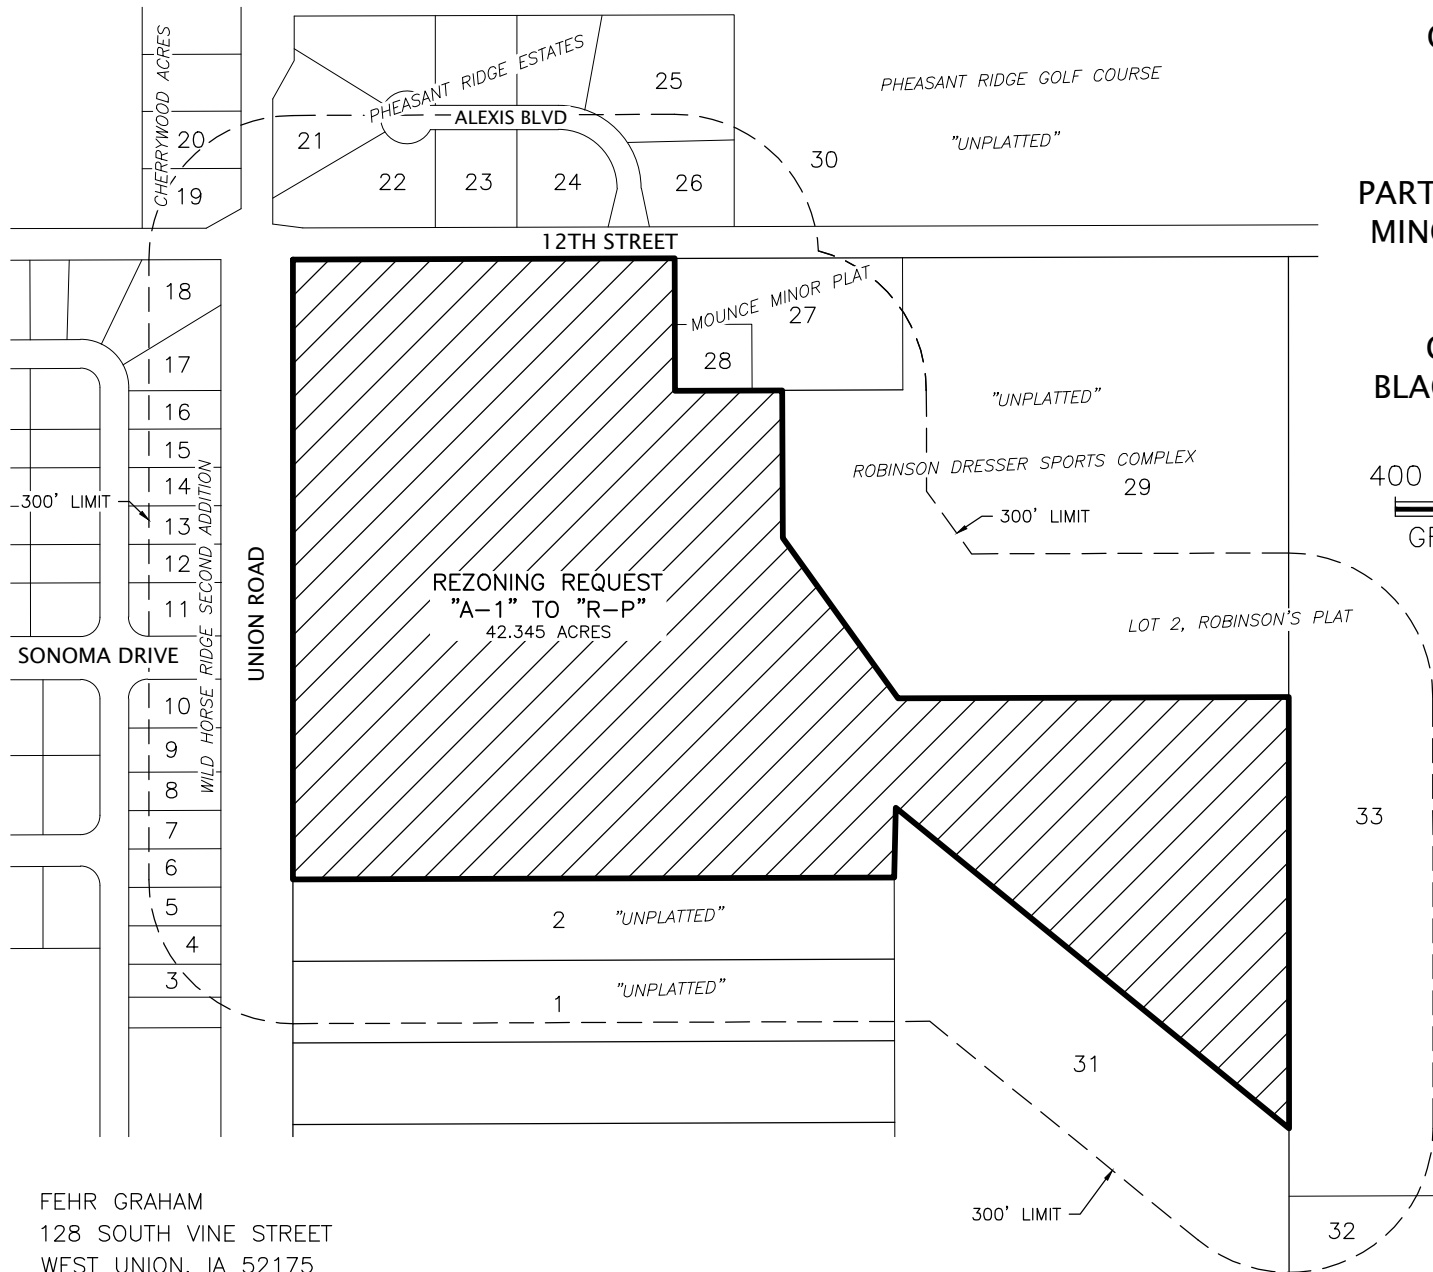 CHERRYWOOD ACRES
PHEASANT RIDGE ESTATES
25
PHEASANT RIDGE GOLF COURSE
"UNPLATTED"
20
21
ALEXIS BLVD
30
19
22
23
24
26
PART
12TH STREET
18
MOUNCE MINOR PLAT
27
17
28
16
"UNPLATTED"
15
ROBINSON DRESSER SPORTS COMPLEX
14
29
400
300' LIMIT
13
300' LIMIT
12
WILD HORSE RIDGE SECOND ADDITION
UNION ROAD
REZONING REQUEST
"A-1" TO "R-P"
42.345 ACRES
11
LOT 2, ROBINSON'S PLAT
SONOMA DRIVE
10
9
8
33
7
6
5
2 "UNPLATTED"
4
3
1 "UNPLATTED"
31
300' LIMIT
32
FEHR GRAHAM
128 SOUTH VINE STREET
WEST UNION, IA 52175